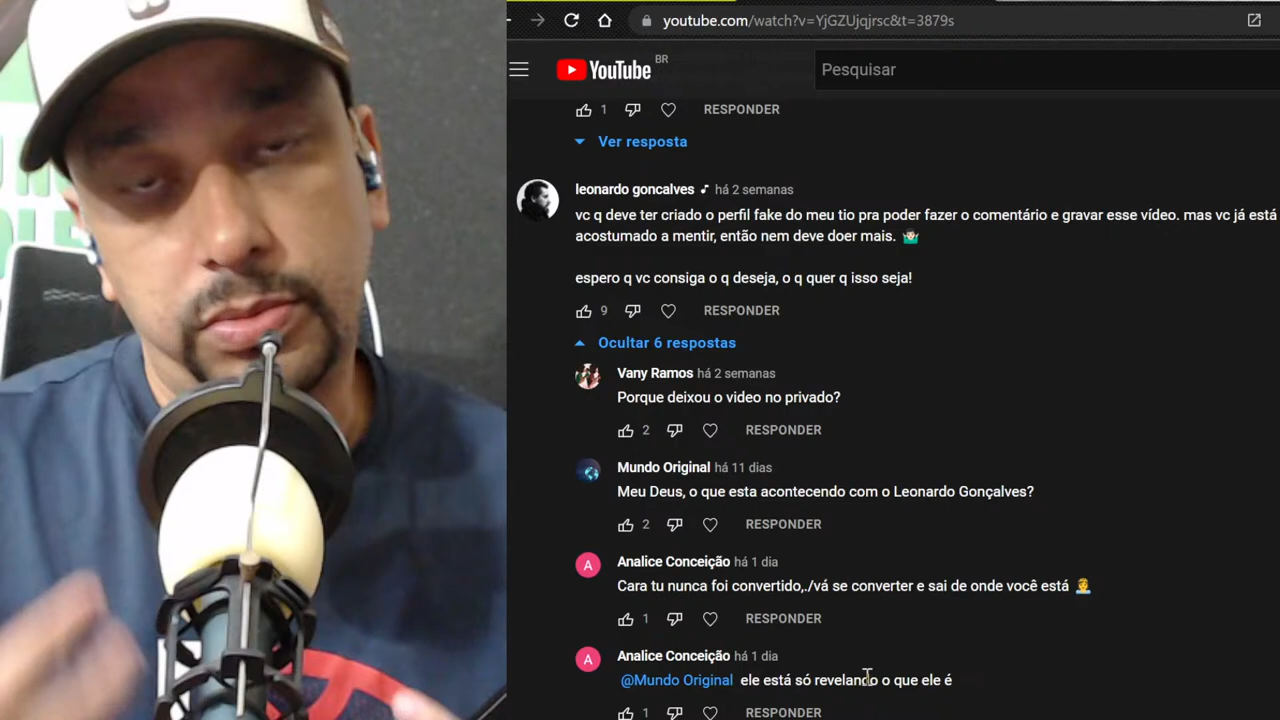 youtube.com/watch?v=YjGZUjqjrsc&t=3879s
YouTube BR
Pesquisar
1 RESPONDER
Ver resposta
leonardo goncalves há 2 semanas
vc q deve ter criado o perfil fake do meu tio pra poder fazer o comentário e gravar esse vídeo. mas vc já está
acostumado a mentir, então nem deve doer mais. 🤷🏻‍♂️
espero q vc consiga o q deseja, o q quer q isso seja!
9 RESPONDER
Ocultar 6 respostas
Vany Ramos há 2 semanas
Porque deixou o video no privado?
2 RESPONDER
Mundo Original há 11 dias
Meu Deus, o que esta acontecendo com o Leonardo Gonçalves?
2 RESPONDER
A
Analice Conceição há 1 dia
Cara tu nunca foi convertido,./vá se converter e sai de onde você está
1 RESPONDER
A
Analice Conceição há 1 dia
@Mundo Original ele está só revelando o que ele é
1 RESPONDER